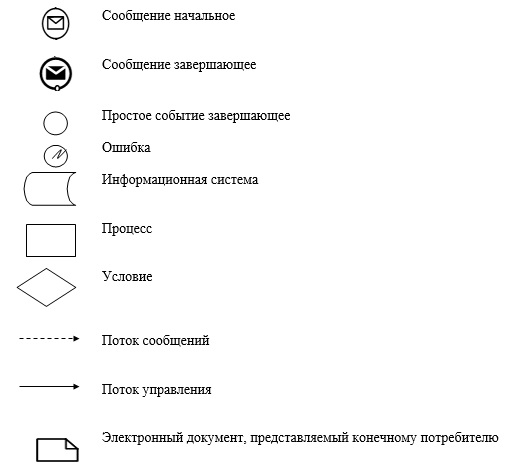 Сообщение начальное
Сообщение завершающее
Простое событие завершающее
Ошибка
Информационная система
Процесс
Условие
Поток сообщений
Поток управления
Электронный документ, представляемый конечному потребителю